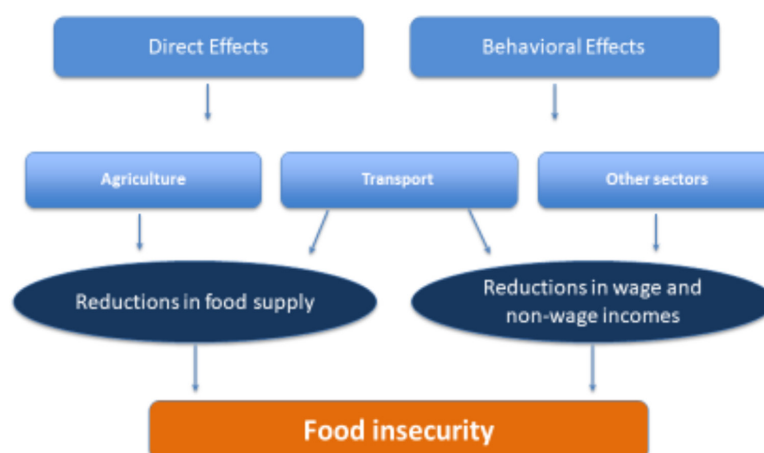 Direct Effects
Behavioral Effects
Agriculture
Transport
Other sectors
Reductions in food supply
Reductions in wage and
non-wage incomes
Food insecurity